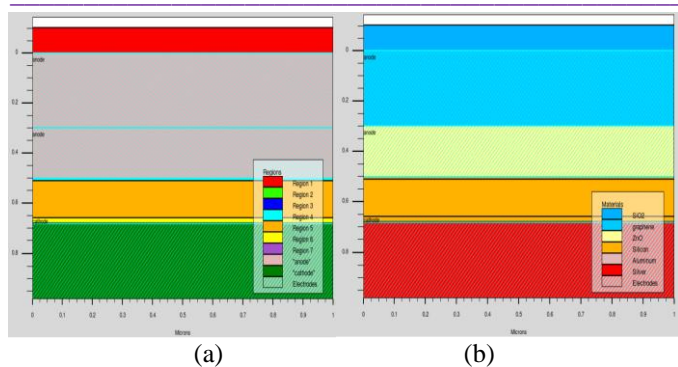 anode
0
0.2
anode
0.4
0.6
cathode
0.8
Regions
Region 1
Region 2
Region 3
Region 4
Region 5
Region 6
Region 7
"anode"
"cathode"
Electrodes
0 0.1 0.2 0.3 0.4 0.5 0.6 0.7 0.8 0.9 1
Microns
(a)
0
anode
0.2
anode
0.4
0.6
cathode
0.8
Materials
SiO2
graphene
ZnO
Silicon
Aluminum
Silver
Electrodes
0 0.1 0.2 0.3 0.4 0.5 0.6 0.7 0.8 0.9 1
Microns
(b)